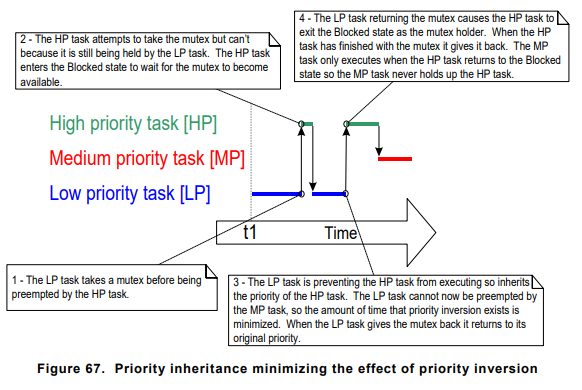 2 - The HP task attempts to take the mutex but can't
because it is still being held by the LP task.  The HP task
enters the Blocked state to wait for the mutex to become
available.
4 - The LP task returning the mutex causes the HP task to
exit the Blocked state as the mutex holder.  When the HP
task has finished with the mutex it gives it back.  The MP
task only executes when the HP task returns to the Blocked
state so the MP task never holds up the HP task.
High priority task [HP]
Medium priority task [MP]
Low priority task [LP]
t1
Time
1 - The LP task takes a mutex before being
preempted by the HP task.
3 - The LP task is preventing the HP task from executing so inherits
the priority of the HP task.  The LP task cannot now be preempted by
the MP task, so the amount of time that priority inversion exists is
minimized.  When the LP task gives the mutex back it returns to its
original priority.
Figure 67.  Priority inheritance minimizing the effect of priority inversion